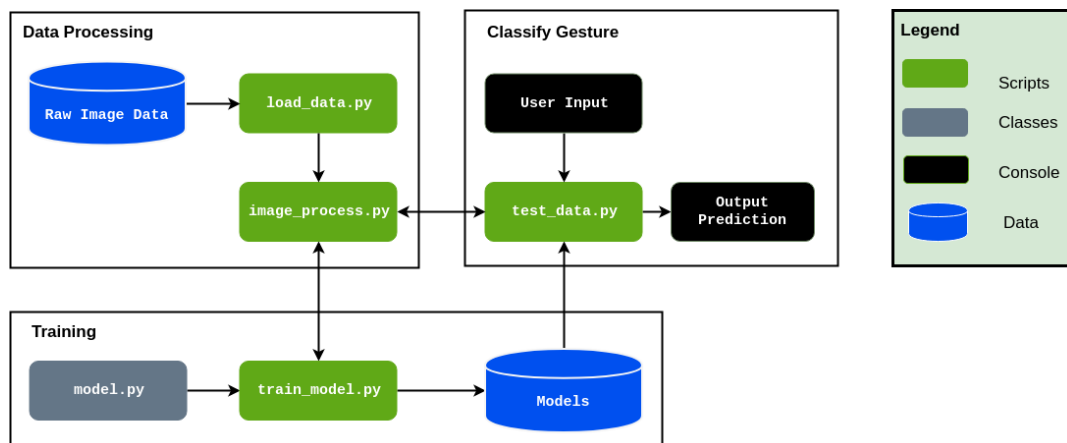 Data Processing
Raw Image Data
load_data.py
image_process.py
Classify Gesture
User Input
test_data.py
Output
Prediction
Training
model.py
train_model.py
Models
Legend
Scripts
Classes
Console
Data